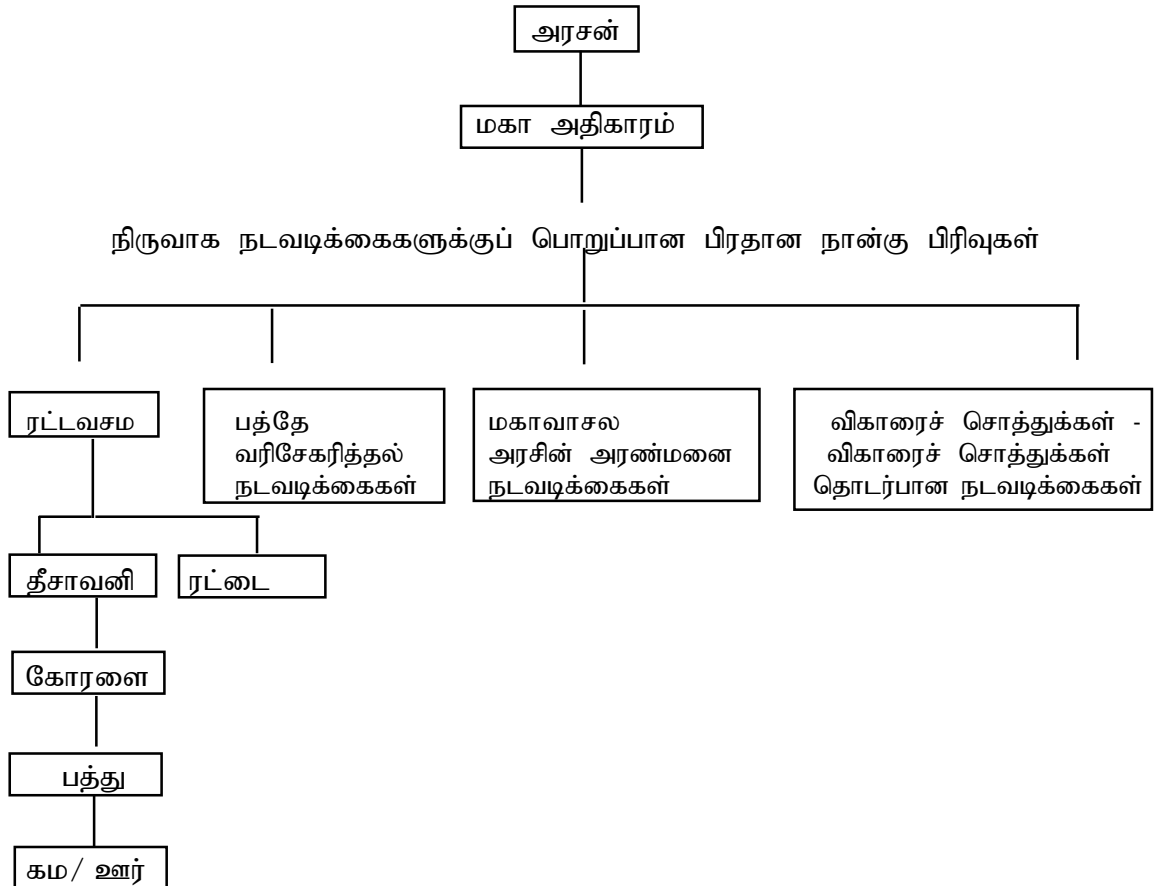 அரசன்
மகா அதிகாரம்
நிருவாக நடவடிக்கைகளுக்குப் பொறுப்பான பிரதான நான்கு பிரிவுகள்
ரட்டவசம
பத்தே
வரிசேகரித்தல்
நடவடிக்கைகள்
மகாவாசல
அரசின் அரண்மனை
நடவடிக்கைகள்
விகாரைச் சொத்துக்கள் -
விகாரைச் சொத்துக்கள்
தொடர்பான நடவடிக்கைகள்
தீசாவனி
ரட்டை
கோரளை
பத்து
கம/ ஊர்